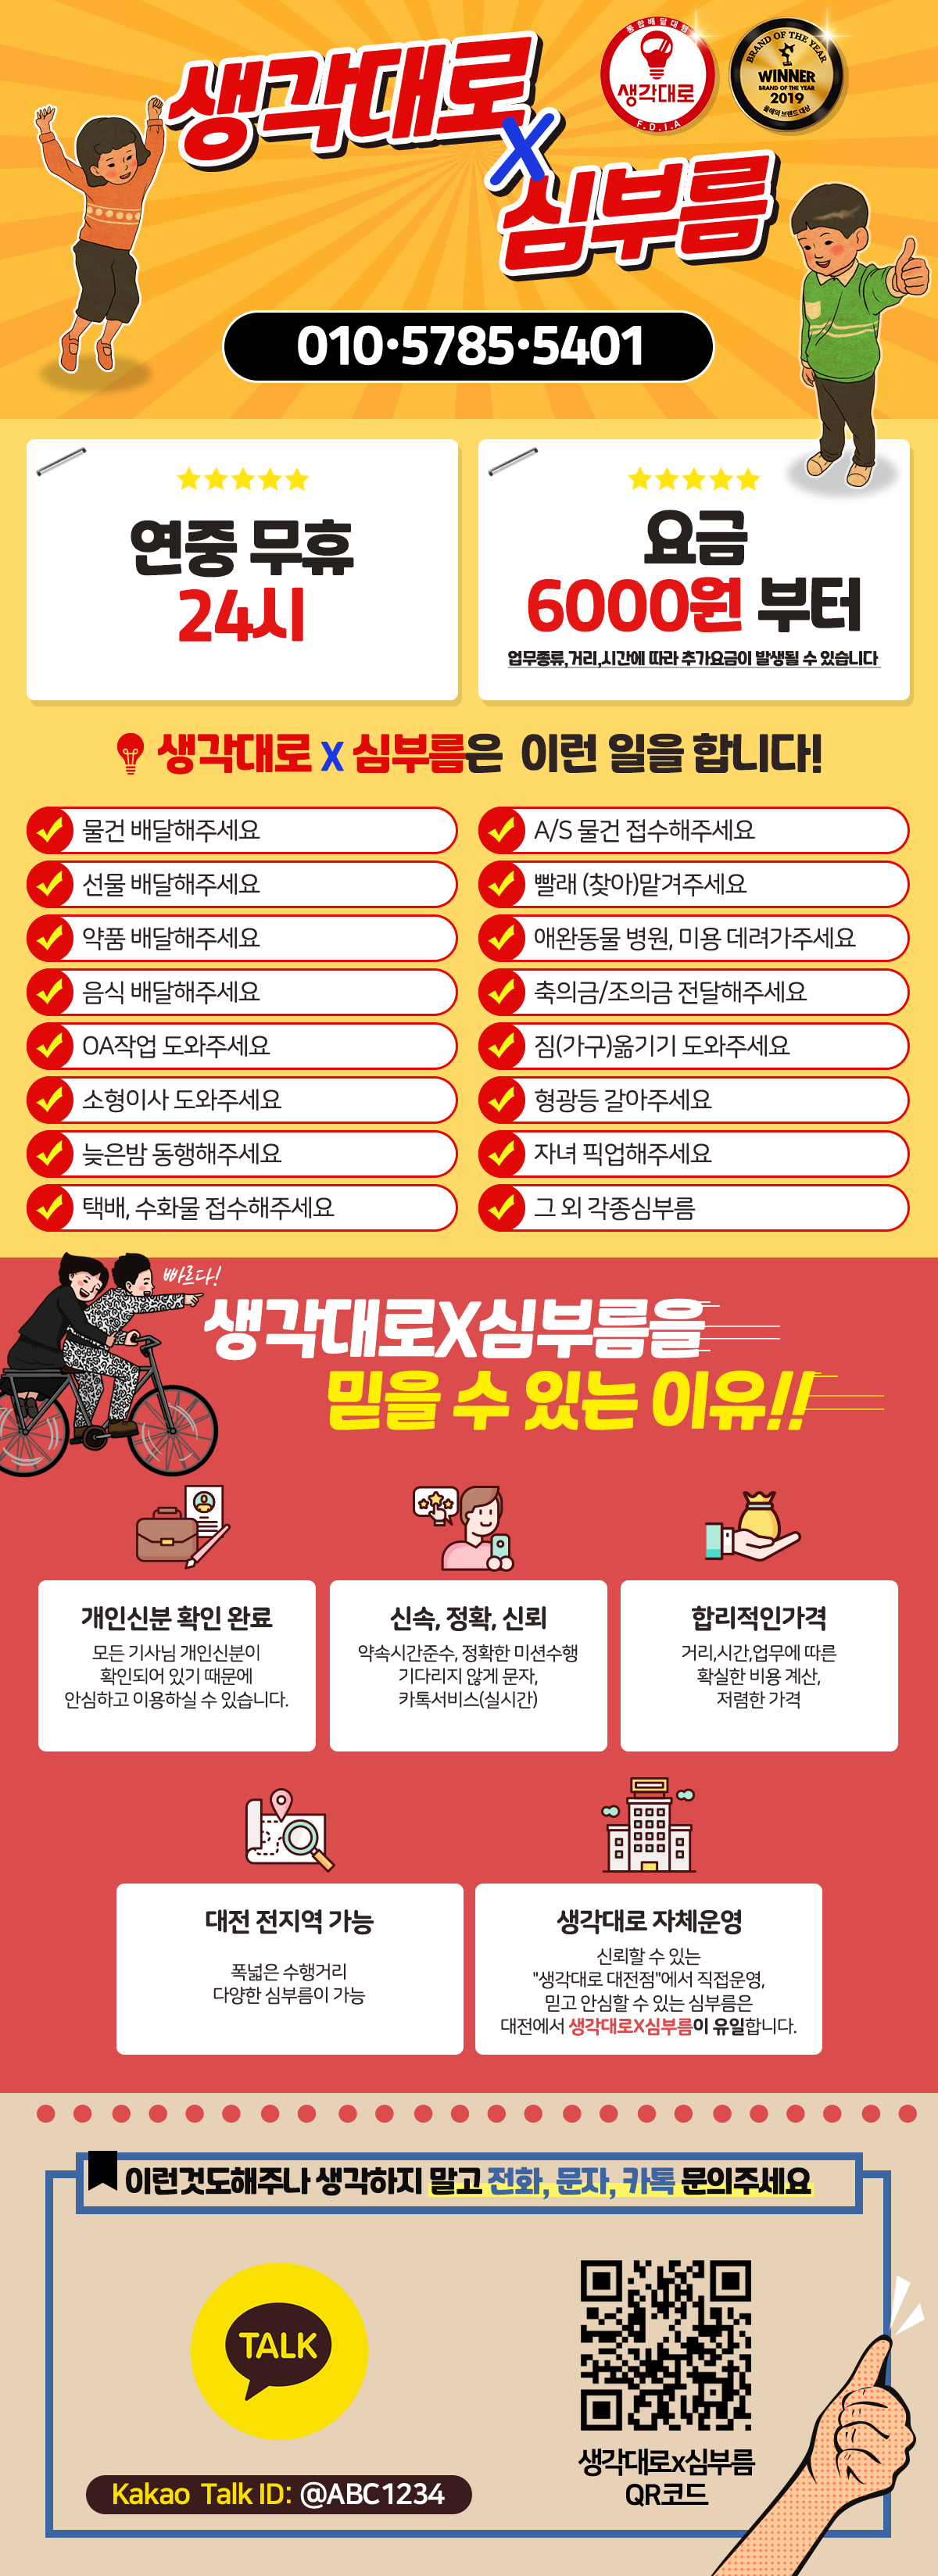 생각대로
X
심부름
통합배달대행
생각대로
F.D.I.A
BRAND OF THE YEAR
WINNER
BRAND OF THE YEAR
2019
올해의 브랜드 대상
010·5785·5401
연중 무휴
24시
요금
6000원 부터
업무종류,거리,시간에 따라 추가요금이 발생될 수 있습니다
생각대로 x 심부름은 이런 일을 합니다!
물건 배달해주세요
선물 배달해주세요
약품 배달해주세요
음식 배달해주세요
OA작업 도와주세요
소형이사 도와주세요
늦은밤 동행해주세요
택배, 수화물 접수해주세요
A/S 물건 접수해주세요
빨래 (찾아)맡겨주세요
애완동물 병원, 미용 데려가주세요
축의금/조의금 전달해주세요
짐(가구)옮기기 도와주세요
형광등 갈아주세요
자녀 픽업해주세요
그 외 각종심부름
빠르다!
생각대로X심부름을
믿을 수 있는 이유!!
개인신분 확인 완료
모든 기사님 개인신분이
확인되어 있기 때문에
안심하고 이용하실 수 있습니다.
신속, 정확, 신뢰
약속시간준수, 정확한 미션수행
기다리지 않게 문자,
카톡서비스(실시간)
합리적인가격
거리,시간,업무에 따른
확실한 비용 계산,
저렴한 가격
대전 전지역 가능
폭넓은 수행거리
다양한 심부름이 가능
생각대로 자체운영
신뢰할 수 있는
"생각대로 대전점"에서 직접운영,
믿고 안심할 수 있는 심부름은
대전에서 생각대로X심부름이 유일합니다.
이런것도해주나 생각하지 말고 전화, 문자, 카톡 문의주세요
TALK
Kakao Talk ID: @ABC1234
생각대로x심부름
QR코드